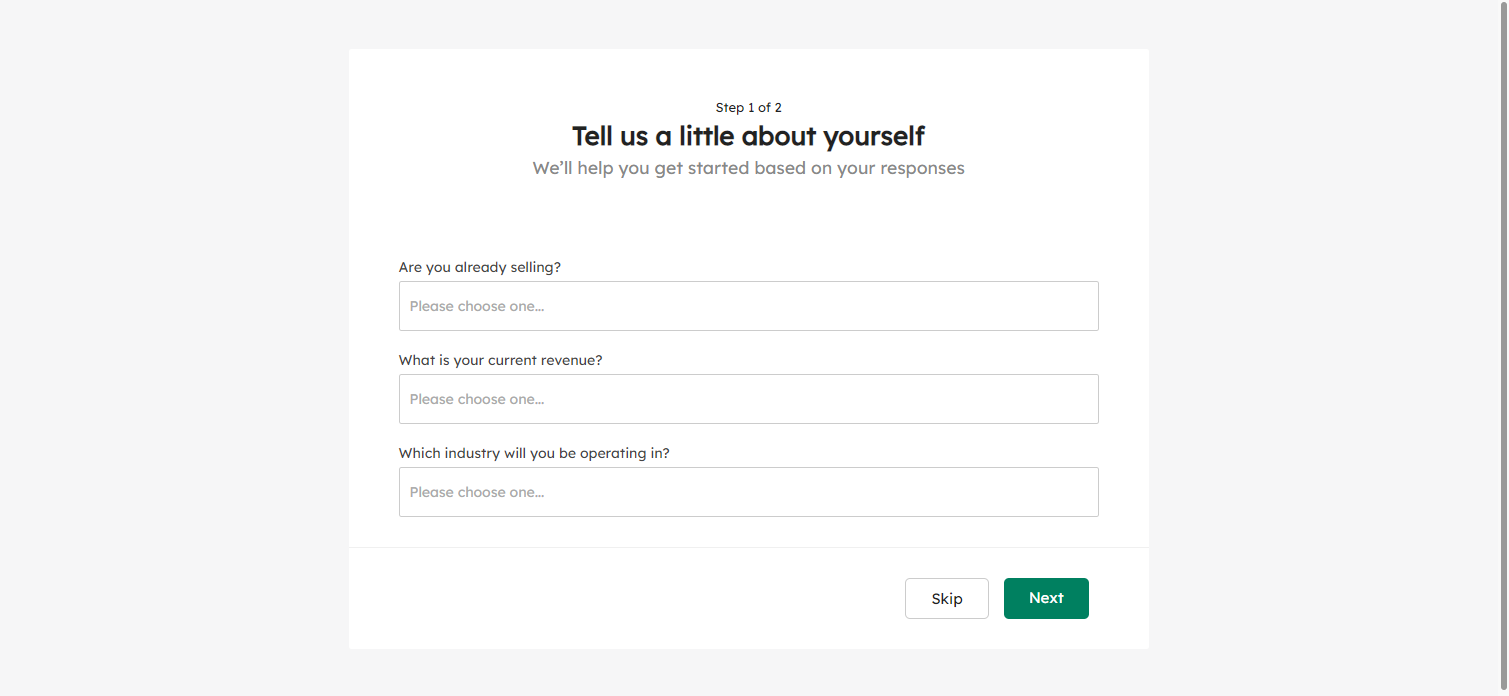 Step 1 of 2
Tell us a little about yourself
We’ll help you get started based on your responses
Are you already selling?
Please choose one...
What is your current revenue?
Please choose one...
Which industry will you be operating in?
Please choose one...
Skip
Next